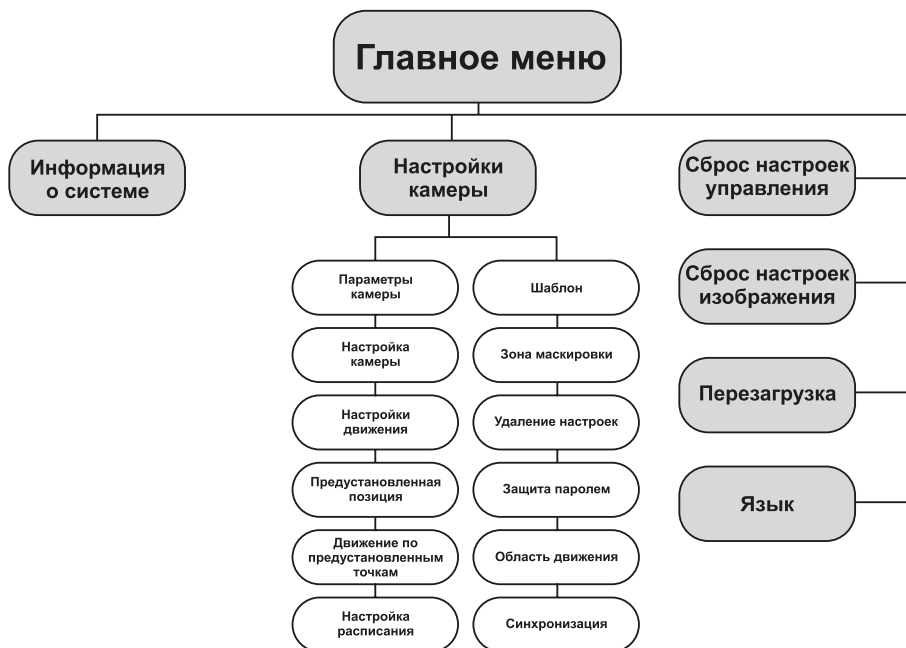 Главное меню
Информация
о системе
Настройки
камеры
Параметры
камеры
Настройка
камеры
Настройки
движения
Предустановленная
позиция
Движение по
предустановленным
точкам
Настройка
расписания
Шаблон
Зона маскировки
Удаление настроек
Защита паролем
Область движения
Синхронизация
Сброс настроек
управления
Сброс настроек
изображения
Перезагрузка
Язык